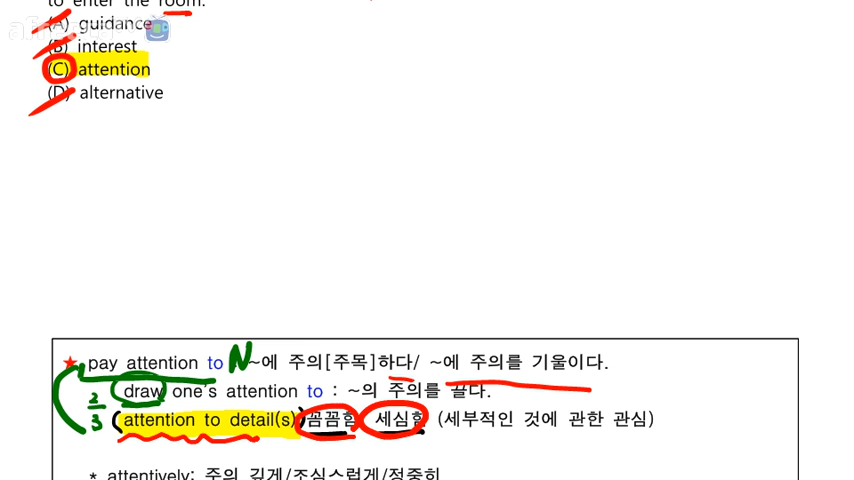 to enter the room.
(A) guidance
(B) interest
(C) attention
(D) alternative
★ pay attention to N ~에 주의[주목]하다/ ~에 주의를 기울이다.
draw one's attention to : ~의 주의를 끌다.
2/3 (attention to detail(s)) 꼼꼼함 세심함 (세부적인 것에 관한 관심)
* attentively: 주의 깊게/조심스럽게/정중히